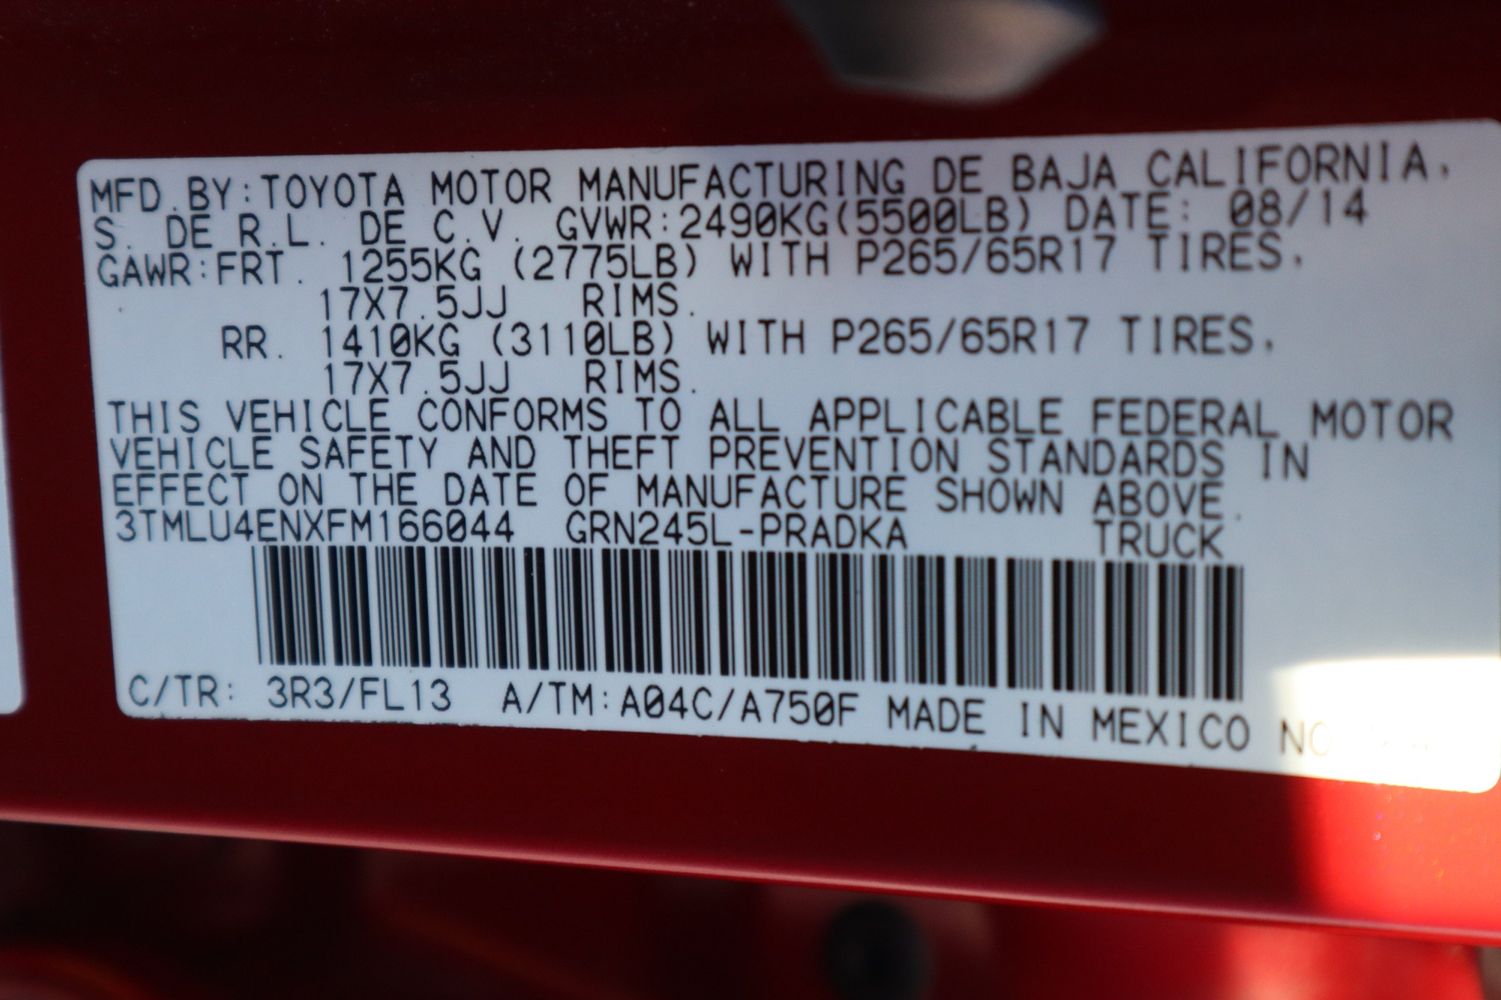 MFD.BY:TOYOTA MOTOR MANUFACTURING DE BAJA CALIFORNIA,
S. DE R.L. DE C.V. GVWR:2490KG(5500LB) DATE: 08/14
GAWR:FRT. 1255KG (2775LB) WITH P265/65R17 TIRES,
17X7.5JJ RIMS.
RR. 1410KG (3110LB) WITH P265/65R17 TIRES,
17X7.5JJ RIMS.
THIS VEHICLE CONFORMS TO ALL APPLICABLE FEDERAL MOTOR
VEHICLE SAFETY AND THEFT PREVENTION STANDARDS IN
EFFECT ON THE DATE OF MANUFACTURE SHOWN ABOVE.
3TMLU4ENXFM166044 GRN245L-PRADKA TRUCK
C/TR: 3R3/FL13 A/TM:A04C/A750F MADE IN MEXICO